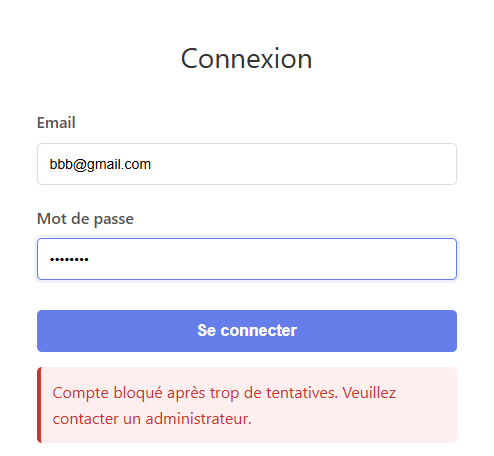 Connexion
Email
bbb@gmail.com
Mot de passe
••••••••
Se connecter
Compte bloqué après trop de tentatives. Veuillez
contacter un administrateur.